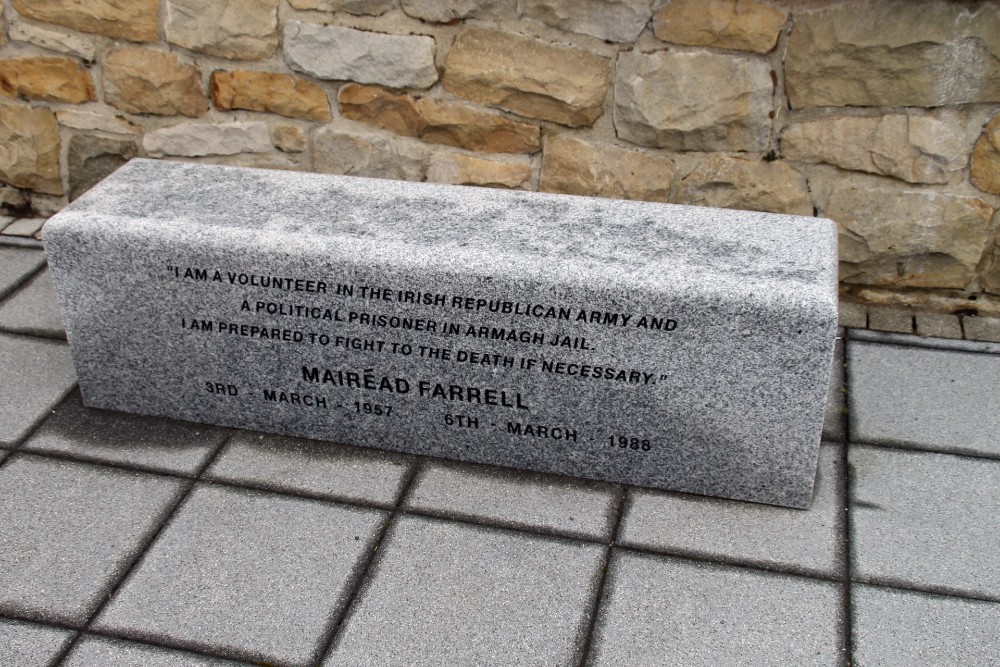 "I AM A VOLUNTEER IN THE IRISH REPUBLICAN ARMY AND
A POLITICAL PRISONER IN ARMAGH JAIL.
I AM PREPARED TO FIGHT TO THE DEATH IF NECESSARY."
MAIRÉAD FARRELL
3RD - MARCH - 1957 6TH - MARCH - 1988